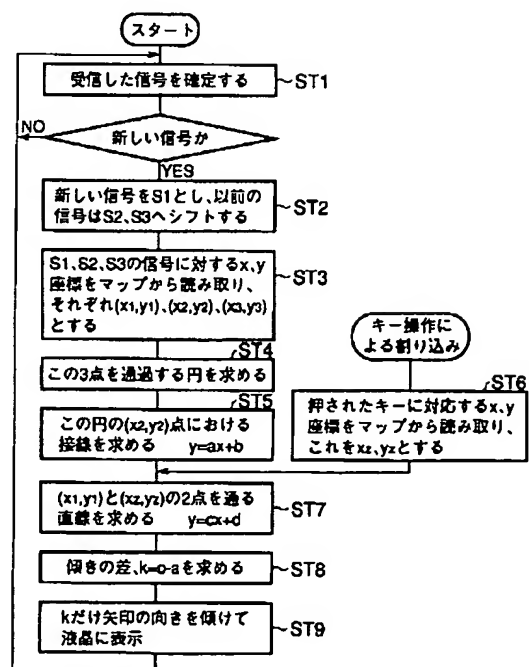 スタート
受信した信号を確定する
ST1
NO
新しい信号か
YES
新しい信号をS1とし、以前の
信号はS2、S3へシフトする
ST2
S1、S2、S3の信号に対するx、y
座標をマップから読み取り、
それぞれ(x1,y1)、(x2,y2)、(x3,y3)
とする
ST3
ST4
この3点を通過する円を求める
ST5
この円の(x2,y2)点における
接線を求める y=ax+b
キー操作に
よる割り込み
ST6
押されたキーに対応するx、y
座標をマップから読み取り、
これをxz、yzとする
(x1,y1)と(xz,yz)の2点を通る
直線を求める y=cx+d
ST7
傾きの差、k=c-aを求める
ST8
kだけ矢印の向きを傾けて
液晶に表示
ST9